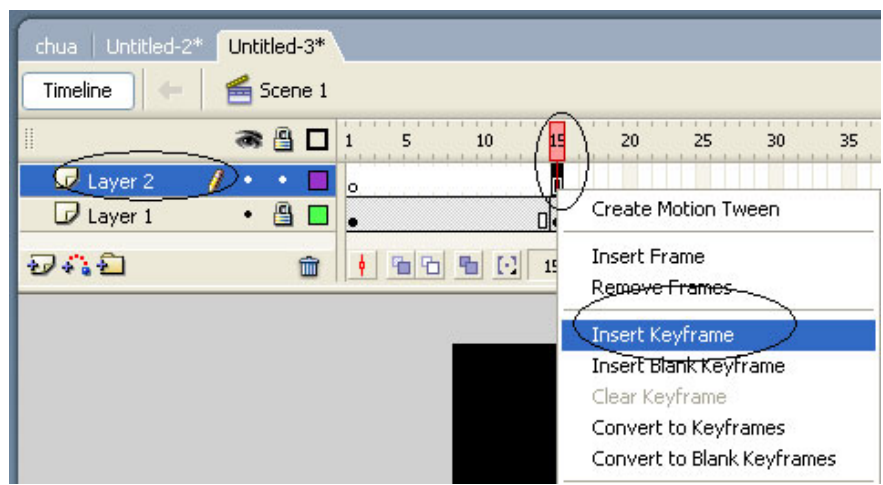 chua Untitled-2* Untitled-3*
Timeline Scene 1
1 5 10 15 20 25 30 35
Layer 2
Layer 1
15
Create Motion Tween
Insert Frame
Remove Frames
Insert Keyframe
Insert Blank Keyframe
Clear Keyframe
Convert to Keyframes
Convert to Blank Keyframes